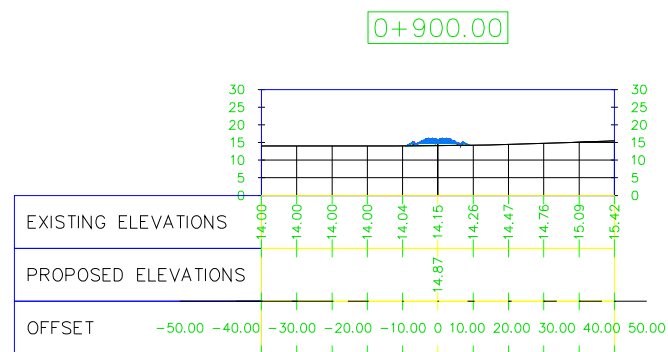 0+900.00
30 30
25 25
20 20
15 15
10 10
5 5
0 0
EXISTING ELEVATIONS 14.00 14.00 14.00 14.00 14.04 14.15 14.26 14.47 14.76 15.09 15.42
PROPOSED ELEVATIONS 14.87
OFFSET -50.00 -40.00 -30.00 -20.00 -10.00 0 10.00 20.00 30.00 40.00 50.00